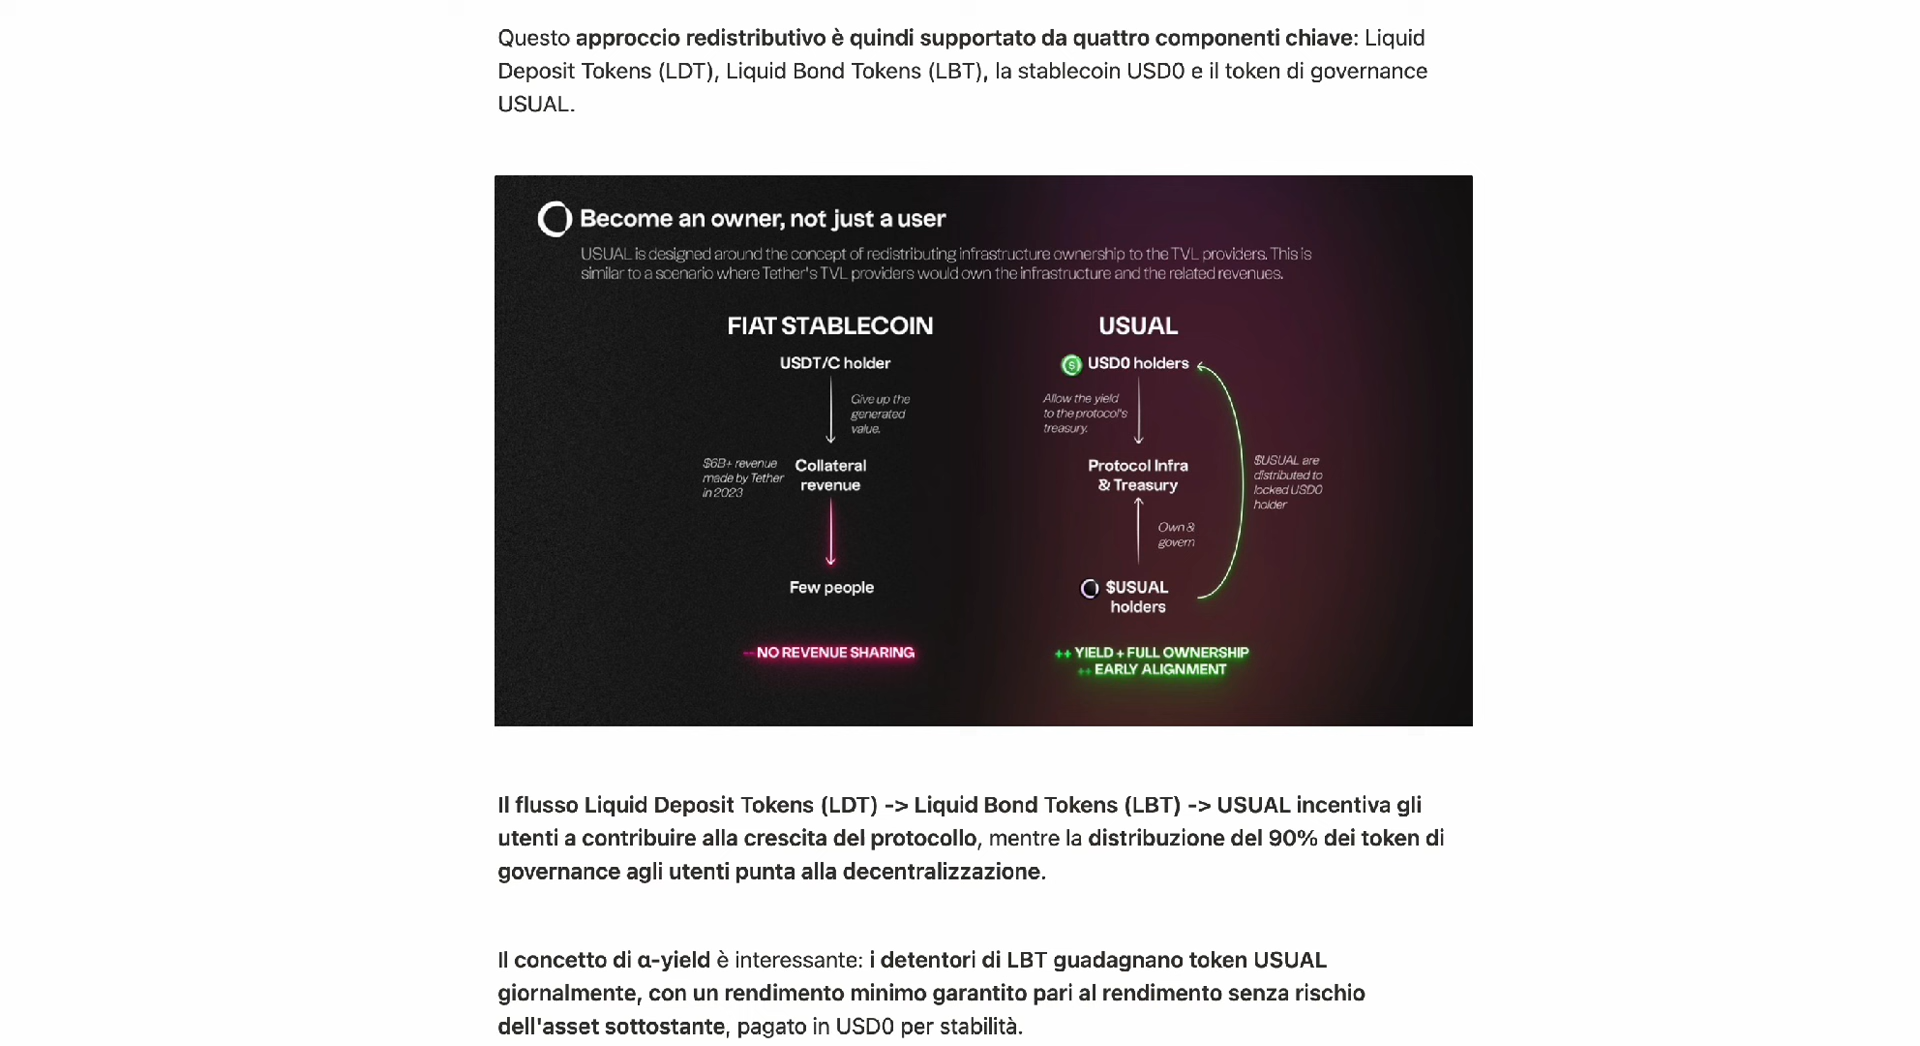 Questo approccio redistributivo è quindi supportato da quattro componenti chiave: Liquid
Deposit Tokens (LDT), Liquid Bond Tokens (LBT), la stablecoin USD0 e il token di governance
USUAL.
Become an owner, not just a user
USUAL is designed around the concept of redistributing infrastructure ownership to the TVL providers. This is
similar to a scenario where Tether's TVL providers would own the infrastructure and the related revenues.
FIAT STABLECOIN
USDT/C holder
Give up the
generated
value.
$6B+ revenue
made by Tether
in 2023
Collateral
revenue
Few people
-- NO REVENUE SHARING
USUAL
USD0 holders
Allow the yield
to the protocol's
treasury.
Protocol Infra
& Treasury
$USUAL are
distributed to
locked USD0
holder
Own &
govern
$USUAL
holders
++ YIELD + FULL OWNERSHIP
++ EARLY ALIGNMENT
Il flusso Liquid Deposit Tokens (LDT) -> Liquid Bond Tokens (LBT) -> USUAL incentiva gli
utenti a contribuire alla crescita del protocollo, mentre la distribuzione del 90% dei token di
governance agli utenti punta alla decentralizzazione.
Il concetto di α-yield è interessante: i detentori di LBT guadagnano token USUAL
giornalmente, con un rendimento minimo garantito pari al rendimento senza rischio
dell'asset sottostante, pagato in USD0 per stabilità.